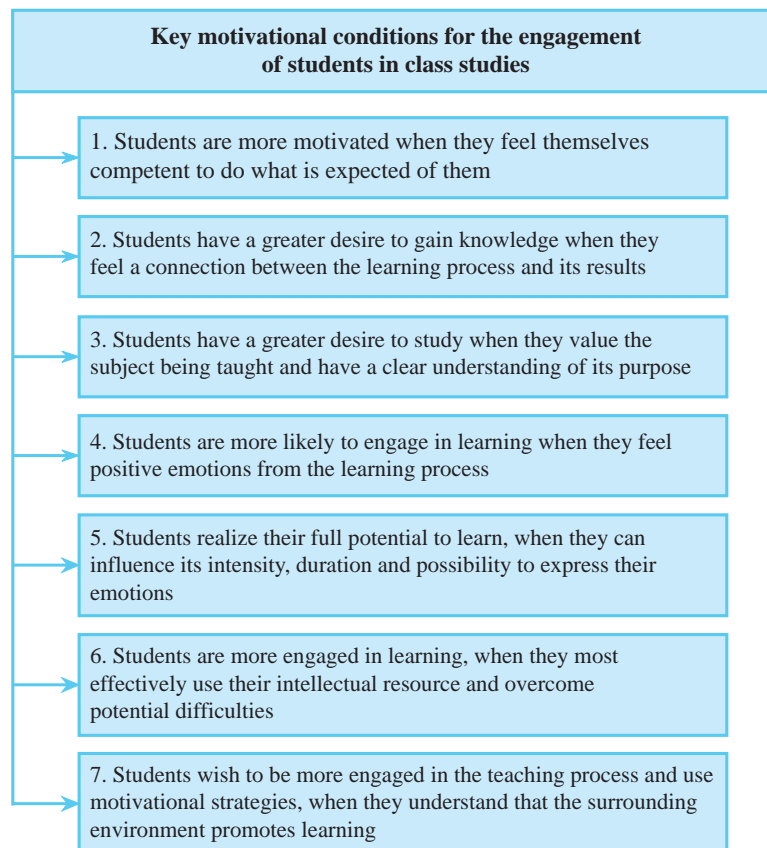 Key motivational conditions for the engagement
of students in class studies
1. Students are more motivated when they feel themselves
competent to do what is expected of them
2. Students have a greater desire to gain knowledge when they
feel a connection between the learning process and its results
3. Students have a greater desire to study when they value the
subject being taught and have a clear understanding of its purpose
4. Students are more likely to engage in learning when they feel
positive emotions from the learning process
5. Students realize their full potential to learn, when they can
influence its intensity, duration and possibility to express their
emotions
6. Students are more engaged in learning, when they most
effectively use their intellectual resource and overcome
potential difficulties
7. Students wish to be more engaged in the teaching process and use
motivational strategies, when they understand that the surrounding
environment promotes learning